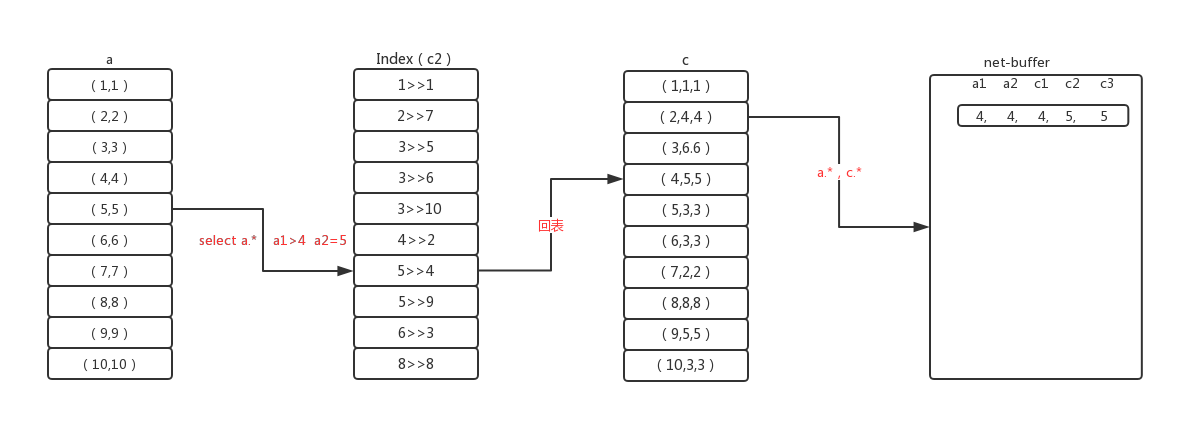 a
( 1,1 )
( 2,2 )
( 3,3 )
( 4,4 )
( 5,5 )
( 6,6 )
( 7,7 )
( 8,8 )
( 9,9 )
( 10,10 )
select a.* a1>4 a2=5
Index ( c2 )
1>>1
2>>7
3>>5
3>>6
3>>10
4>>2
5>>4
5>>9
6>>3
8>>8
回表
c
( 1,1,1 )
( 2,4,4 )
( 3,6.6 )
( 4,5,5 )
( 5,3,3 )
( 6,3,3 )
( 7,2,2 )
( 8,8,8 )
( 9,5,5 )
( 10,3,3 )
a.* , c.*
net-buffer
a1 a2 c1 c2 c3
4, 4, 4, 5, 5